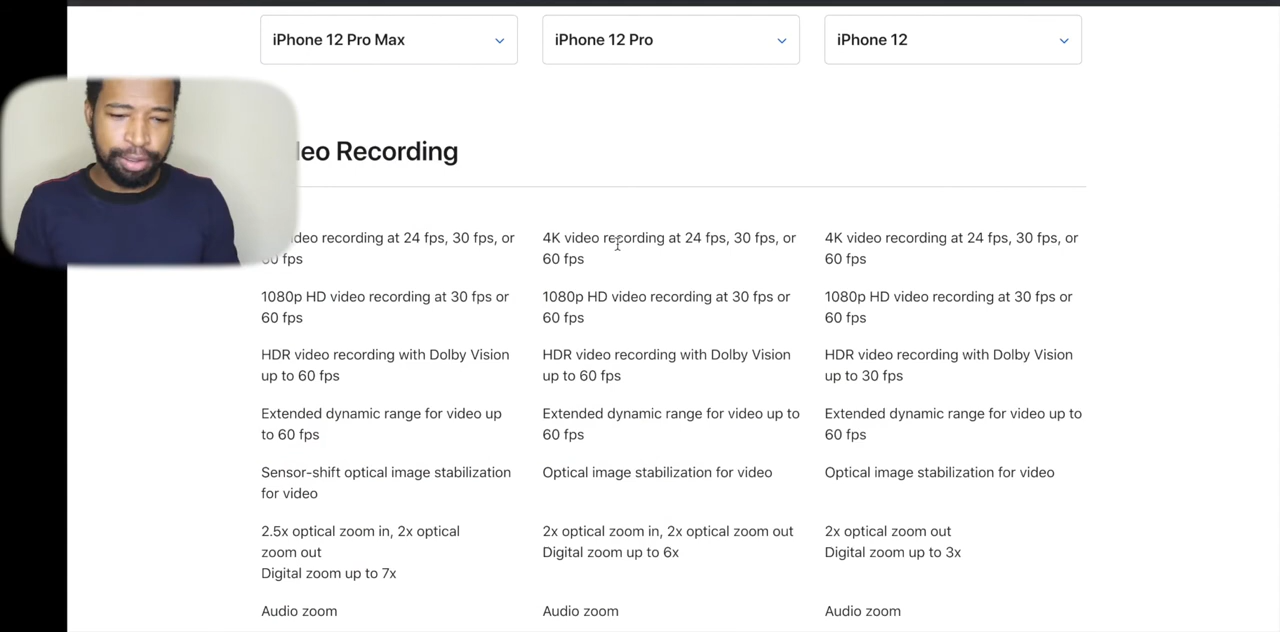 iPhone 12 Pro Max
iPhone 12 Pro
iPhone 12
eo Recording
deo recording at 24 fps, 30 fps, or
60 fps
1080p HD video recording at 30 fps or
60 fps
HDR video recording with Dolby Vision
up to 60 fps
Extended dynamic range for video up
to 60 fps
Sensor-shift optical image stabilization
for video
2.5x optical zoom in, 2x optical
zoom out
Digital zoom up to 7x
Audio zoom
4K video recording at 24 fps, 30 fps, or
60 fps
1080p HD video recording at 30 fps or
60 fps
HDR video recording with Dolby Vision
up to 60 fps
Extended dynamic range for video up to
60 fps
Optical image stabilization for video
2x optical zoom in, 2x optical zoom out
Digital zoom up to 6x
Audio zoom
4K video recording at 24 fps, 30 fps, or
60 fps
1080p HD video recording at 30 fps or
60 fps
HDR video recording with Dolby Vision
up to 30 fps
Extended dynamic range for video up to
60 fps
Optical image stabilization for video
2x optical zoom out
Digital zoom up to 3x
Audio zoom